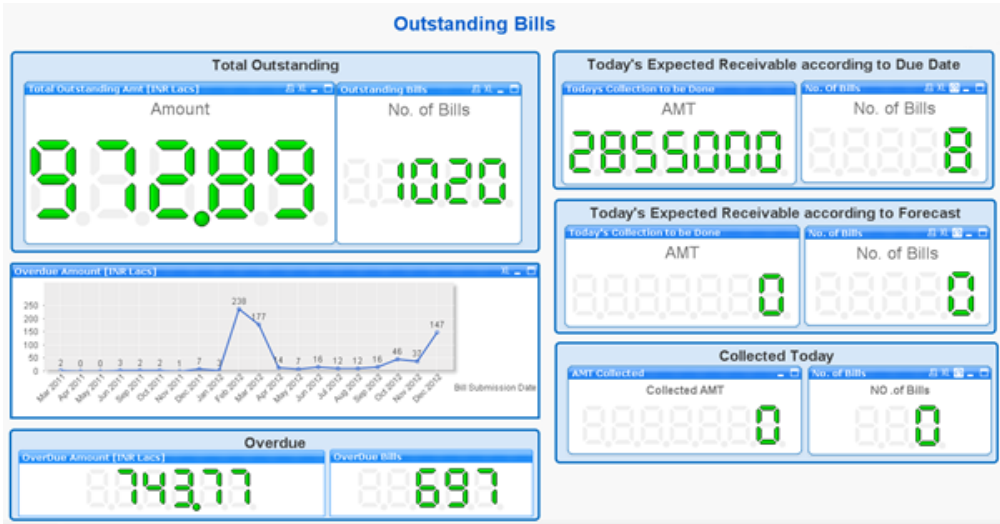 Outstanding Bills
Total Outstanding
Total Outstanding Amt [INR Lacs]
Amount
972.89
Outstanding Bills
No. of Bills
1020
Today's Expected Receivable according to Due Date
Todays Collection to be Done
AMT
2855000
No. Of Bills
No. of Bills
8
Today's Expected Receivable according to Forecast
Today's Collection to be Done
AMT
0
No. of Bills
No. of Bills
0
Overdue Amount [INR Lacs]
250
200
150
100
50
0
2 0 0 3 2 2 1 7 238 177 14 7 16 12 12 16 46 147
Mar 2011 Apr 2011 May 2011 Jun 2011 Sep 2011 Oct 2011 Nov 2011 Dec 2011 Jan 2012 Feb 2012 Mar 2012 Apr 2012 May 2012 Jun 2012 Jul 2012 Aug 2012 Sep 2012 Oct 2012 Nov 2012 Dec 2012
Bill Submission Date
Collected Today
AMT Collected
Collected AMT
0
No. of Bills
NO .of Bills
0
Overdue
OverDue Amount [INR Lacs]
743.77
OverDue Bills
697